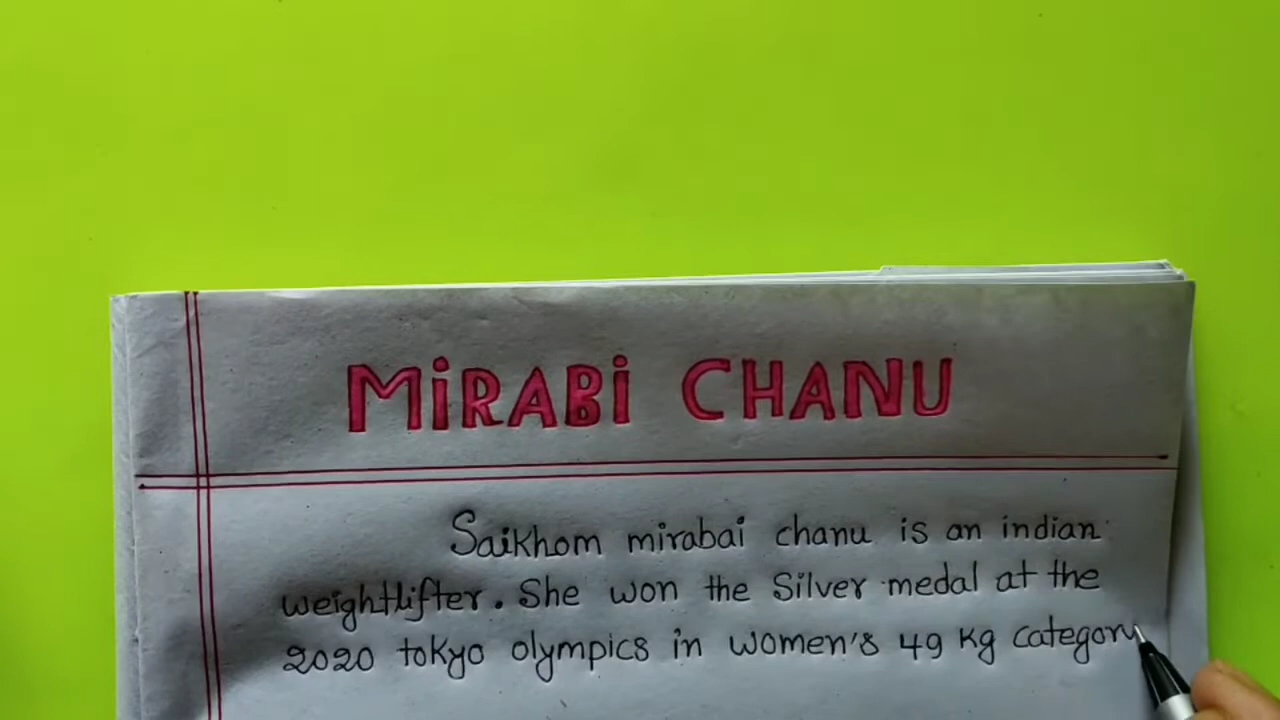 MiRABi CHANU
Saikhom mirabai chanu is an indian
weightlifter. She won the Silver medal at the
2020 tokyo olympics in women's 49 kg category